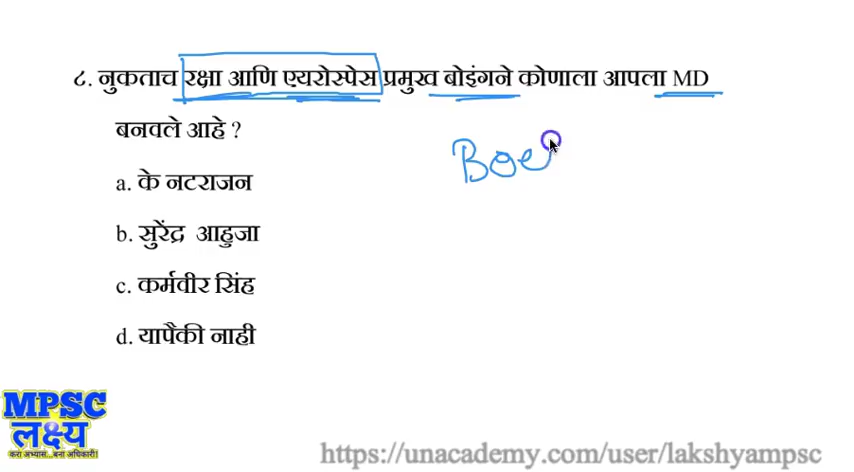 ८. नुकताच रक्षा आणि एयरोस्पेस प्रमुख बोइंगने कोणाला आपला MD
बनवले आहे ?
Boe
a. के नटराजन
b. सुरेंद्र आहुजा
c. कर्मवीर सिंह
d. यापैकी नाही
MPSC
लक्ष्य
करा अभ्यास...बना अधिकारी!
https://unacademy.com/user/lakshyampsc